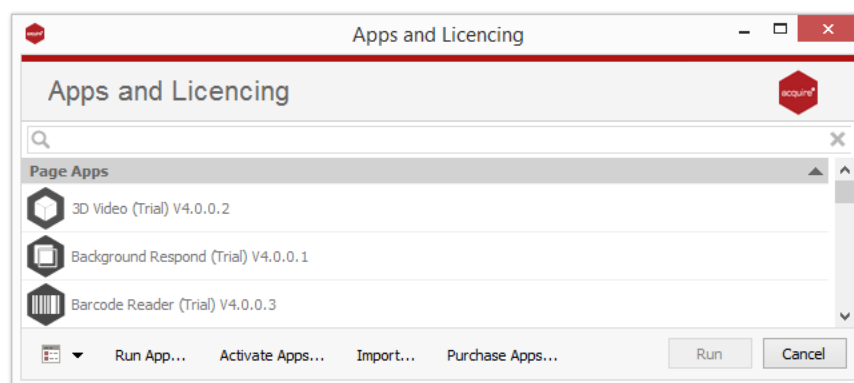 acquire
Apps and Licencing
Apps and Licencing
acquire
Page Apps
3D Video (Trial) V4.0.0.2
Background Respond (Trial) V4.0.0.1
Barcode Reader (Trial) V4.0.0.3
Run App... Activate Apps... Import... Purchase Apps... Run Cancel